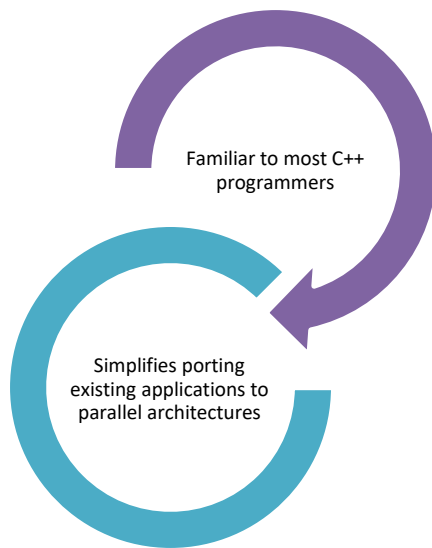 Familiar to most C++
programmers
Simplifies porting
existing applications to
parallel architectures